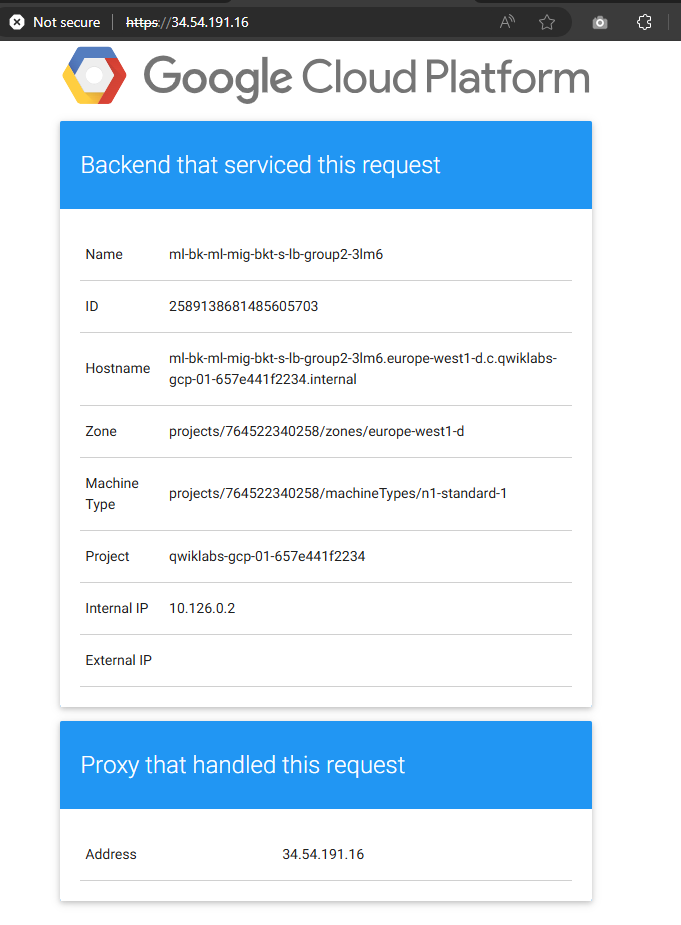 Not secure
https://34.54.191.16
Google Cloud Platform
Backend that serviced this request
Name ml-bk-ml-mig-bkt-s-lb-group2-3lm6
ID 2589138681485605703
Hostname ml-bk-ml-mig-bkt-s-lb-group2-3lm6.europe-west1-d.c.qwiklabs-
gcp-01-657e441f2234.internal
Zone projects/764522340258/zones/europe-west1-d
Machine
Type projects/764522340258/machineTypes/n1-standard-1
Project qwiklabs-gcp-01-657e441f2234
Internal IP 10.126.0.2
External IP
Proxy that handled this request
Address 34.54.191.16